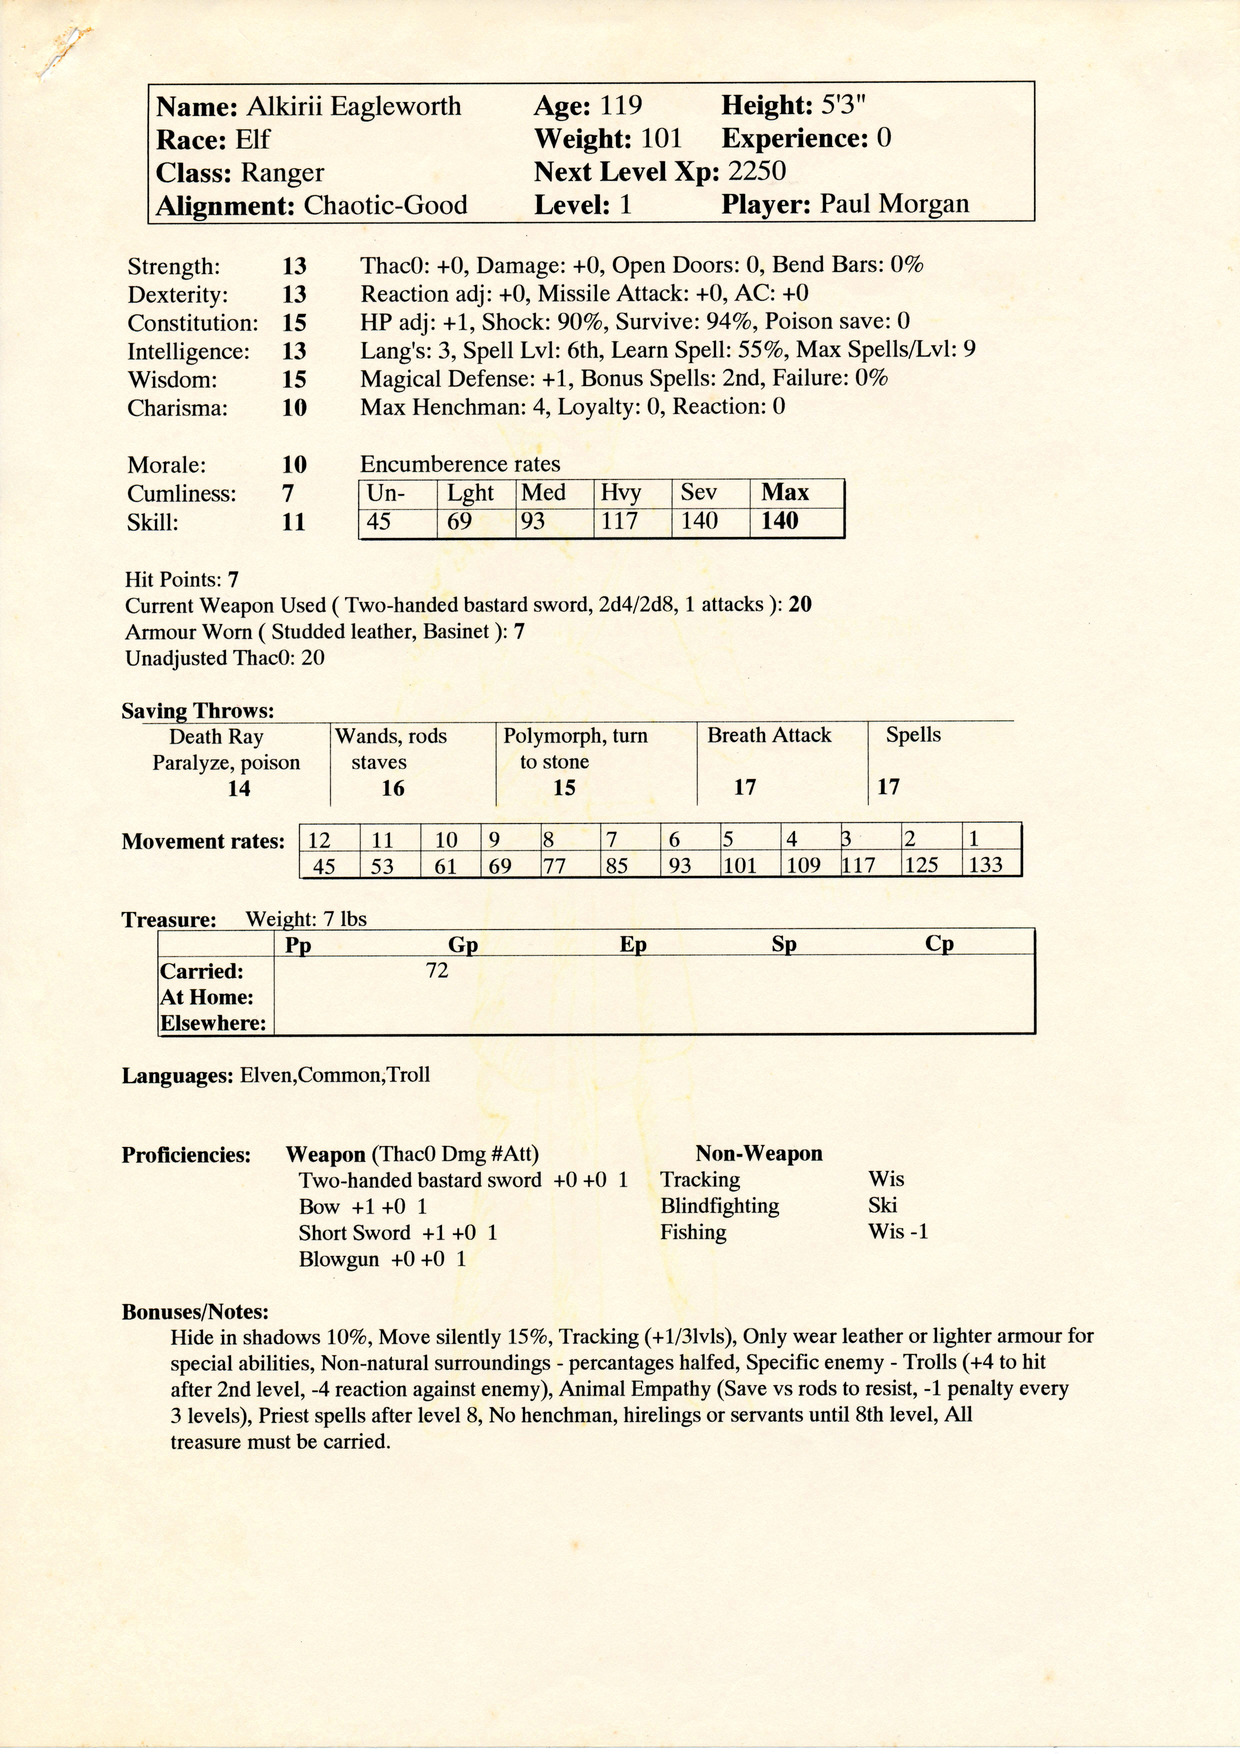 Name: Alkirii Eagleworth Age: 119 Height: 5'3"
Race: Elf Weight: 101 Experience: 0
Class: Ranger Next Level Xp: 2250
Alignment: Chaotic-Good Level: 1 Player: Paul Morgan
Strength: 13 Thac0: +0, Damage: +0, Open Doors: 0, Bend Bars: 0%
Dexterity: 13 Reaction adj: +0, Missile Attack: +0, AC: +0
Constitution: 15 HP adj: +1, Shock: 90%, Survive: 94%, Poison save: 0
Intelligence: 13 Lang's: 3, Spell Lvl: 6th, Learn Spell: 55%, Max Spells/Lvl: 9
Wisdom: 15 Magical Defense: +1, Bonus Spells: 2nd, Failure: 0%
Charisma: 10 Max Henchman: 4, Loyalty: 0, Reaction: 0
Morale: 10 Encumberence rates
Cumliness: 7 Un- Lght Med Hvy Sev Max
Skill: 11 45 69 93 117 140 140
Hit Points: 7
Current Weapon Used ( Two-handed bastard sword, 2d4/2d8, 1 attacks ): 20
Armour Worn ( Studded leather, Basinet ): 7
Unadjusted Thac0: 20
Saving Throws:
Death Ray Wands, rods Polymorph, turn Breath Attack Spells
Paralyze, poison staves to stone
14 16 15 17 17
Movement rates: 12 11 10 9 8 7 6 5 4 3 2 1
45 53 61 69 77 85 93 101 109 117 125 133
Treasure: Weight: 7 lbs
Pp Gp Ep Sp Cp
Carried: 72
At Home:
Elsewhere:
Languages: Elven,Common,Troll
Proficiencies: Weapon (Thac0 Dmg #Att) Non-Weapon
Two-handed bastard sword +0 +0 1 Tracking Wis
Bow +1 +0 1 Blindfighting Ski
Short Sword +1 +0 1 Fishing Wis -1
Blowgun +0 +0 1
Bonuses/Notes:
Hide in shadows 10%, Move silently 15%, Tracking (+1/3lvls), Only wear leather or lighter armour for
special abilities, Non-natural surroundings - percantages halfed, Specific enemy - Trolls (+4 to hit
after 2nd level, -4 reaction against enemy), Animal Empathy (Save vs rods to resist, -1 penalty every
3 levels), Priest spells after level 8, No henchman, hirelings or servants until 8th level, All
treasure must be carried.